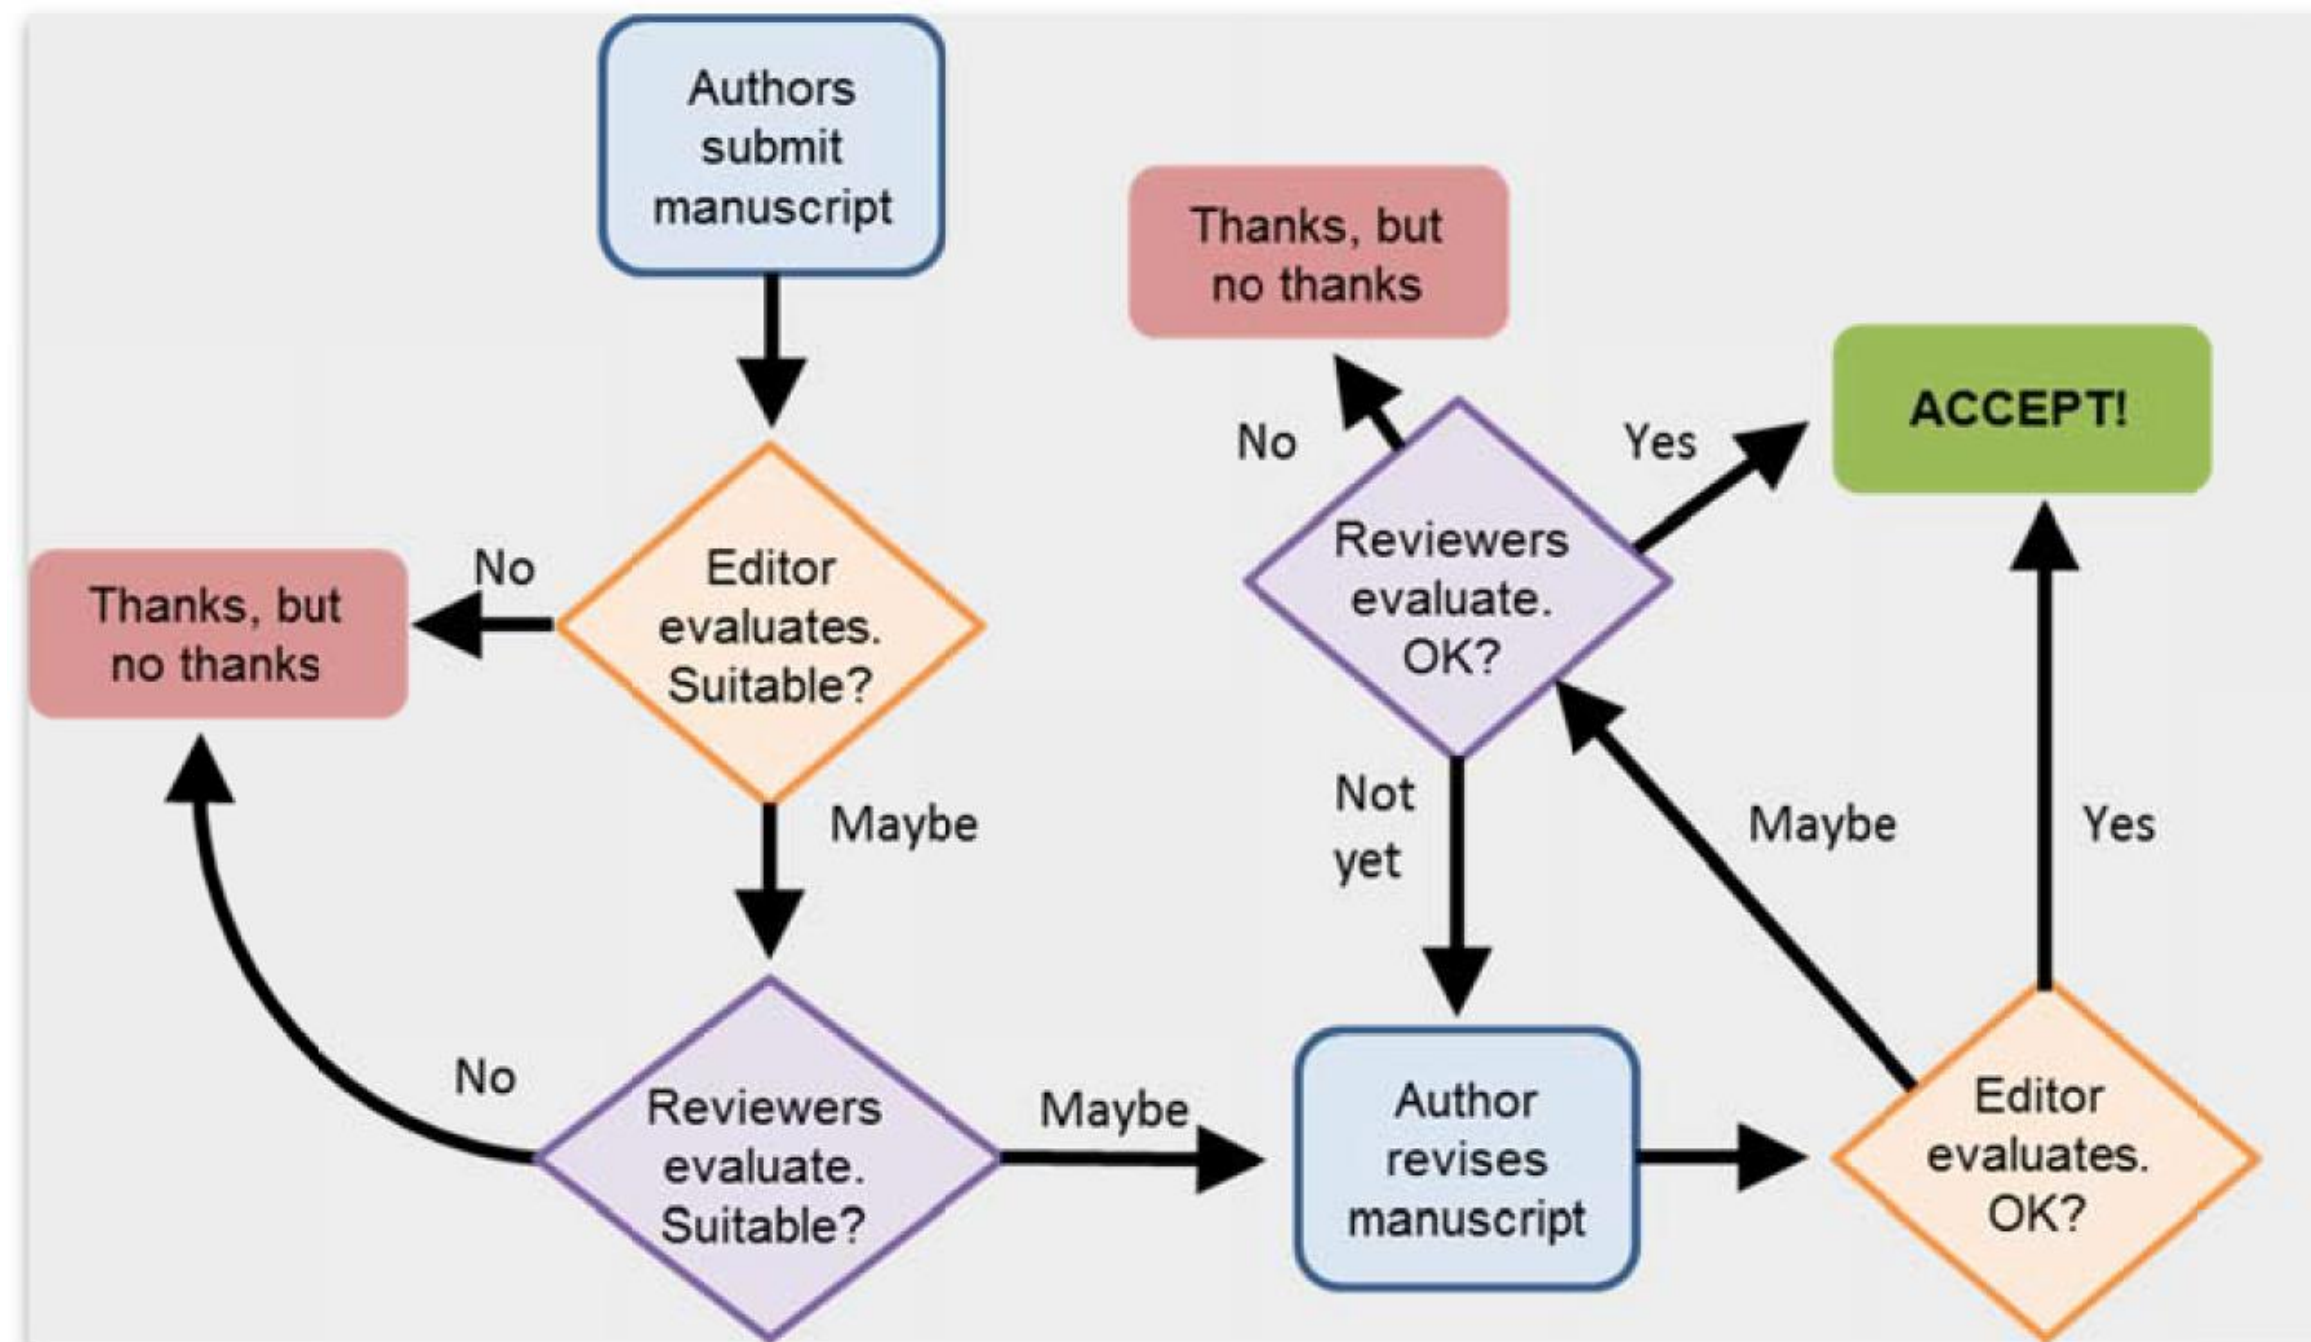 Authors
submit
manuscript
Thanks, but
no thanks
No
Editor
evaluates.
Suitable?
Maybe
No
Reviewers
evaluate.
Suitable?
Maybe
Thanks, but
no thanks
No
Yes
ACCEPT!
Reviewers
evaluate.
OK?
Not
yet
Maybe
Yes
Author
revises
manuscript
Editor
evaluates.
OK?